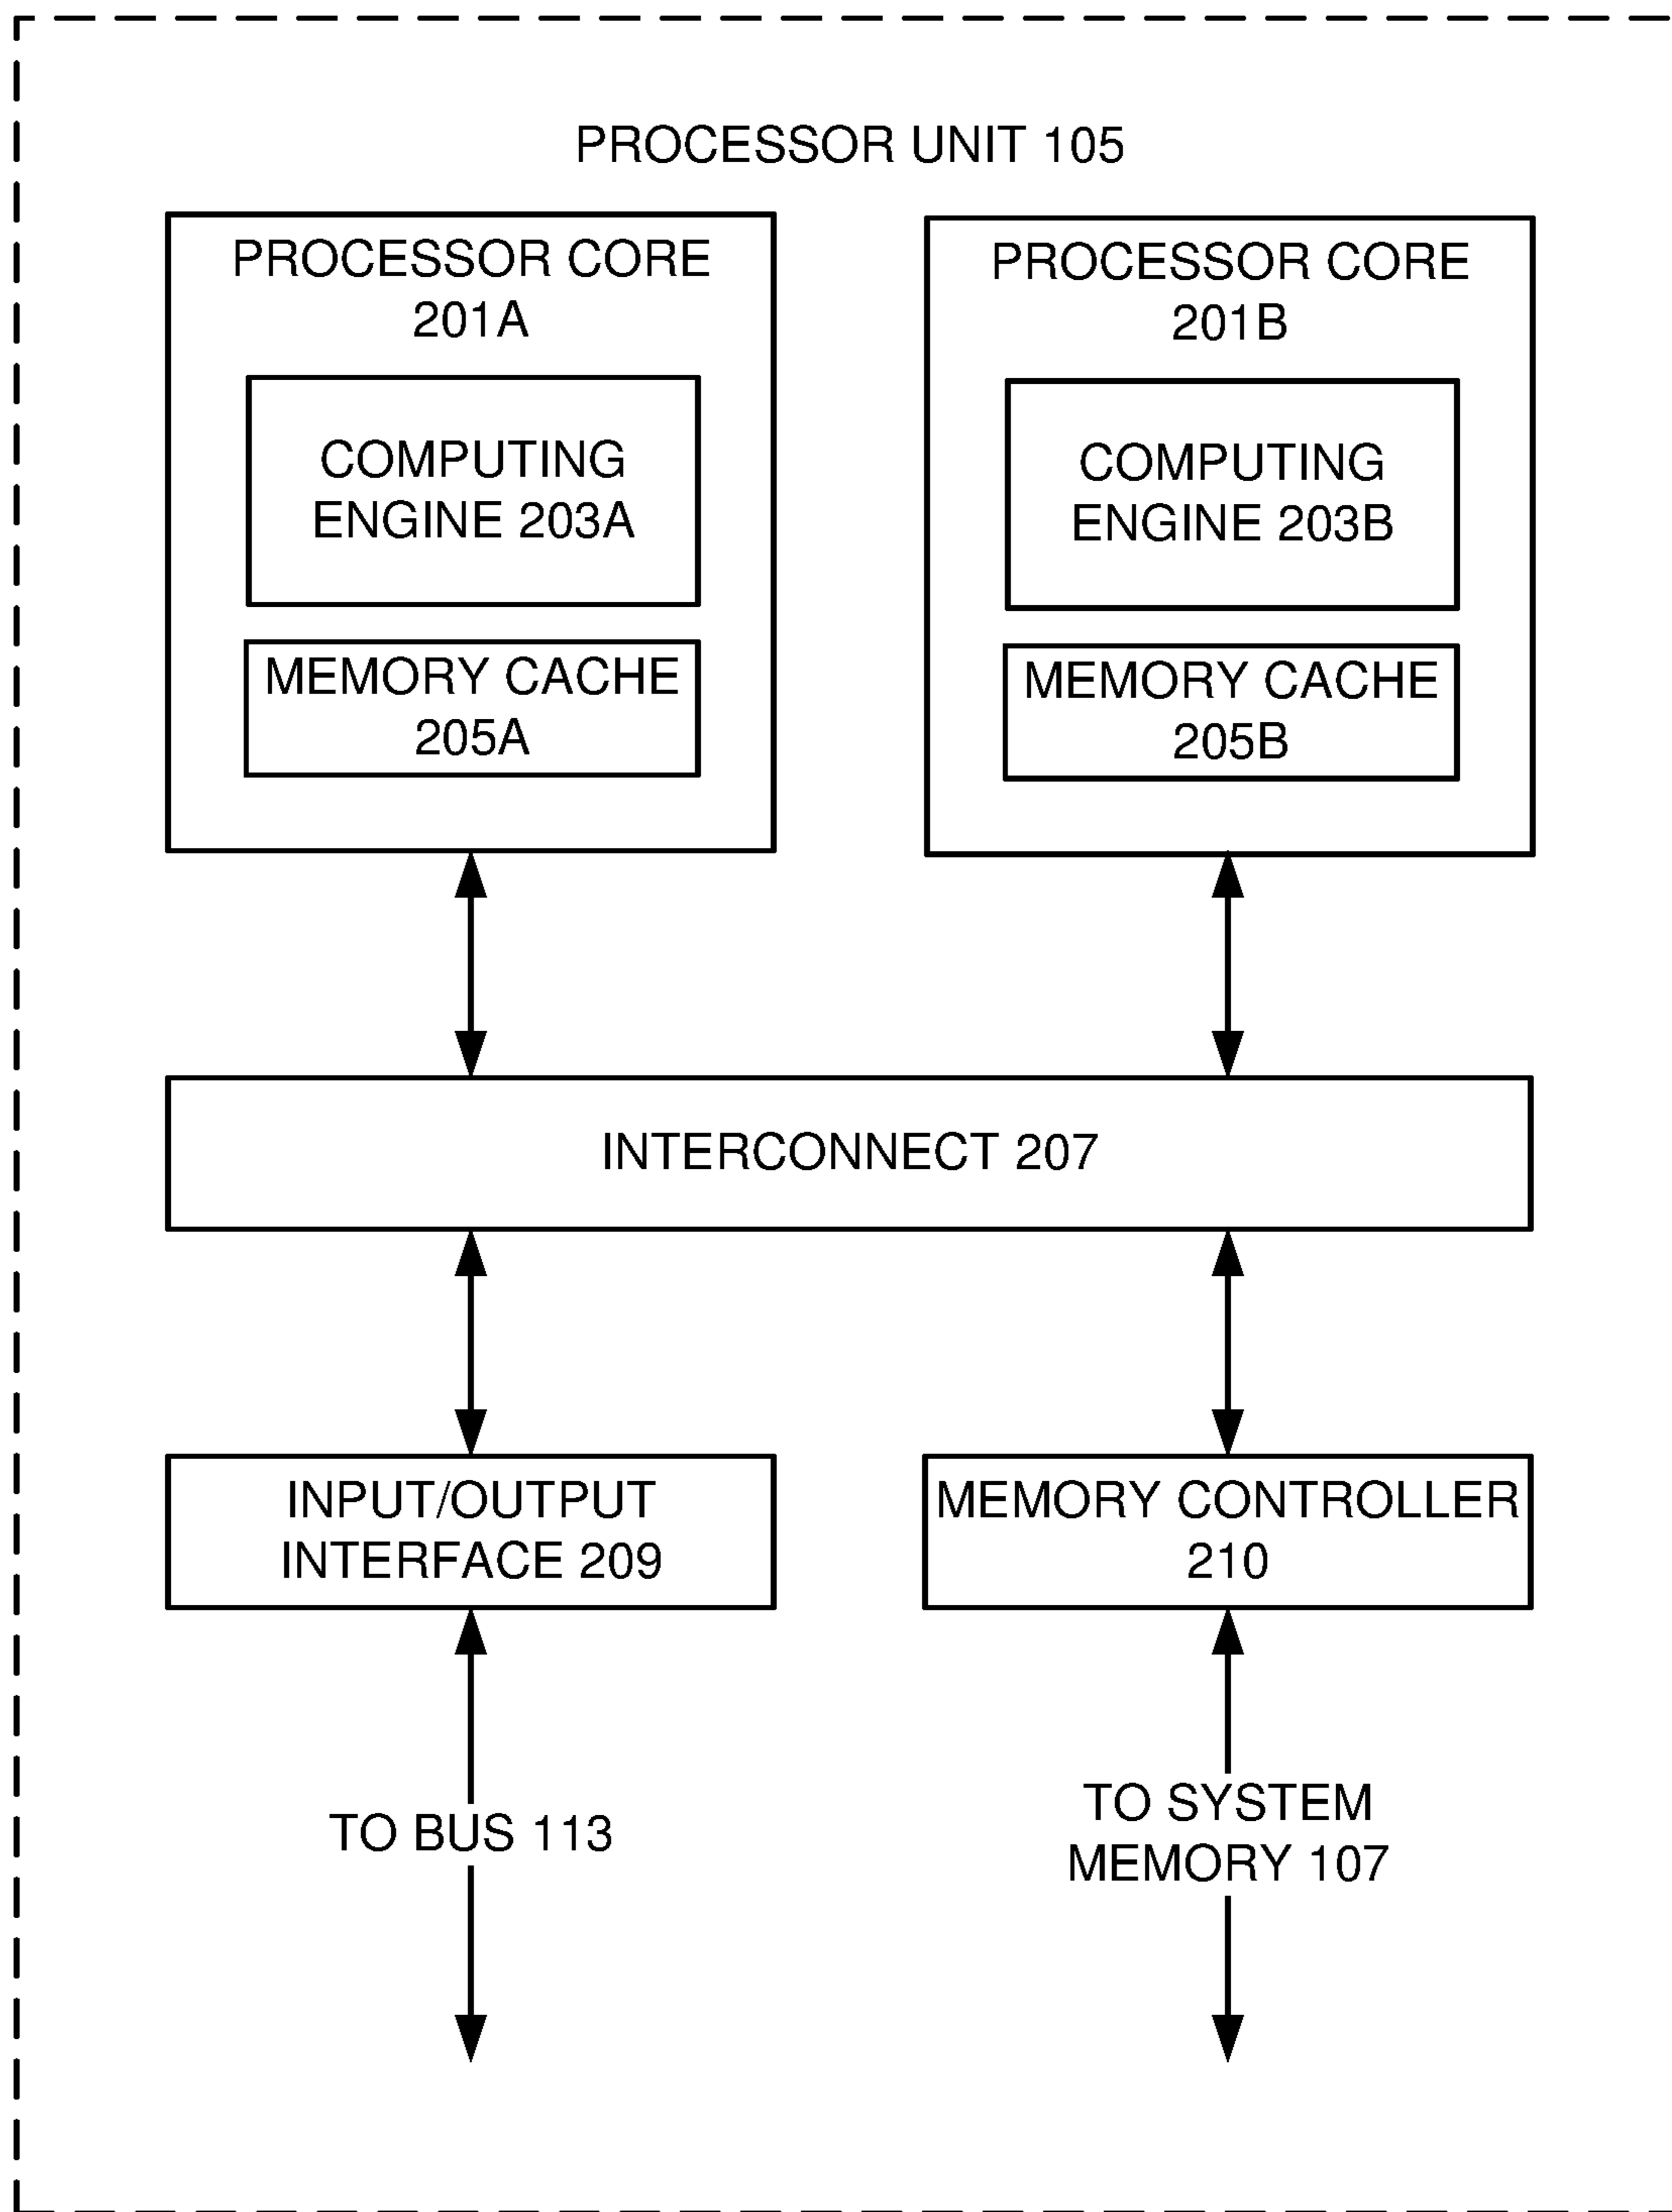 PROCESSOR UNIT 105
PROCESSOR CORE
201A
COMPUTING
ENGINE 203A
MEMORY CACHE
205A
PROCESSOR CORE
201B
COMPUTING
ENGINE 203B
MEMORY CACHE
205B
INTERCONNECT 207
INPUT/OUTPUT
INTERFACE 209
MEMORY CONTROLLER
210
TO BUS 113
TO SYSTEM
MEMORY 107